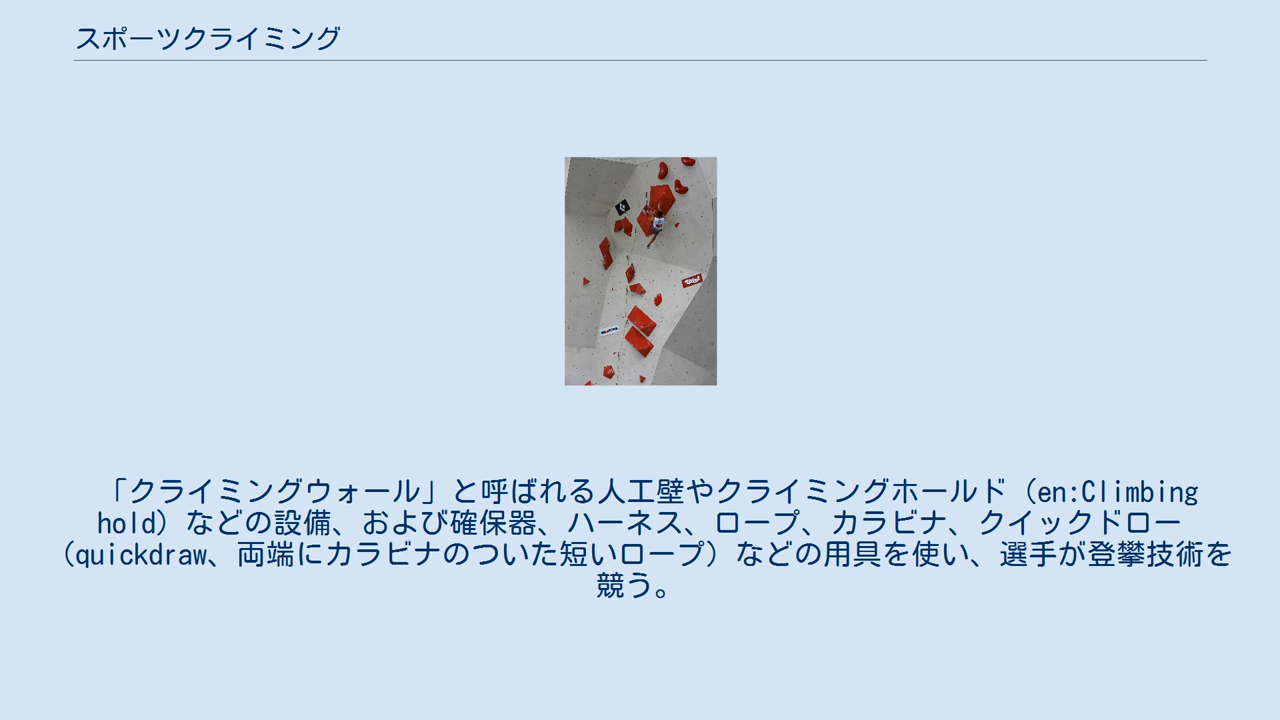 スポーツクライミング
「クライミングウォール」と呼ばれる人工壁やクライミングホールド（en:Climbing
hold）などの設備、および確保器、ハーネス、ロープ、カラビナ、クイックドロー
（quickdraw、両端にカラビナのついた短いロープ）などの用具を使い、選手が登攀技術を
競う。